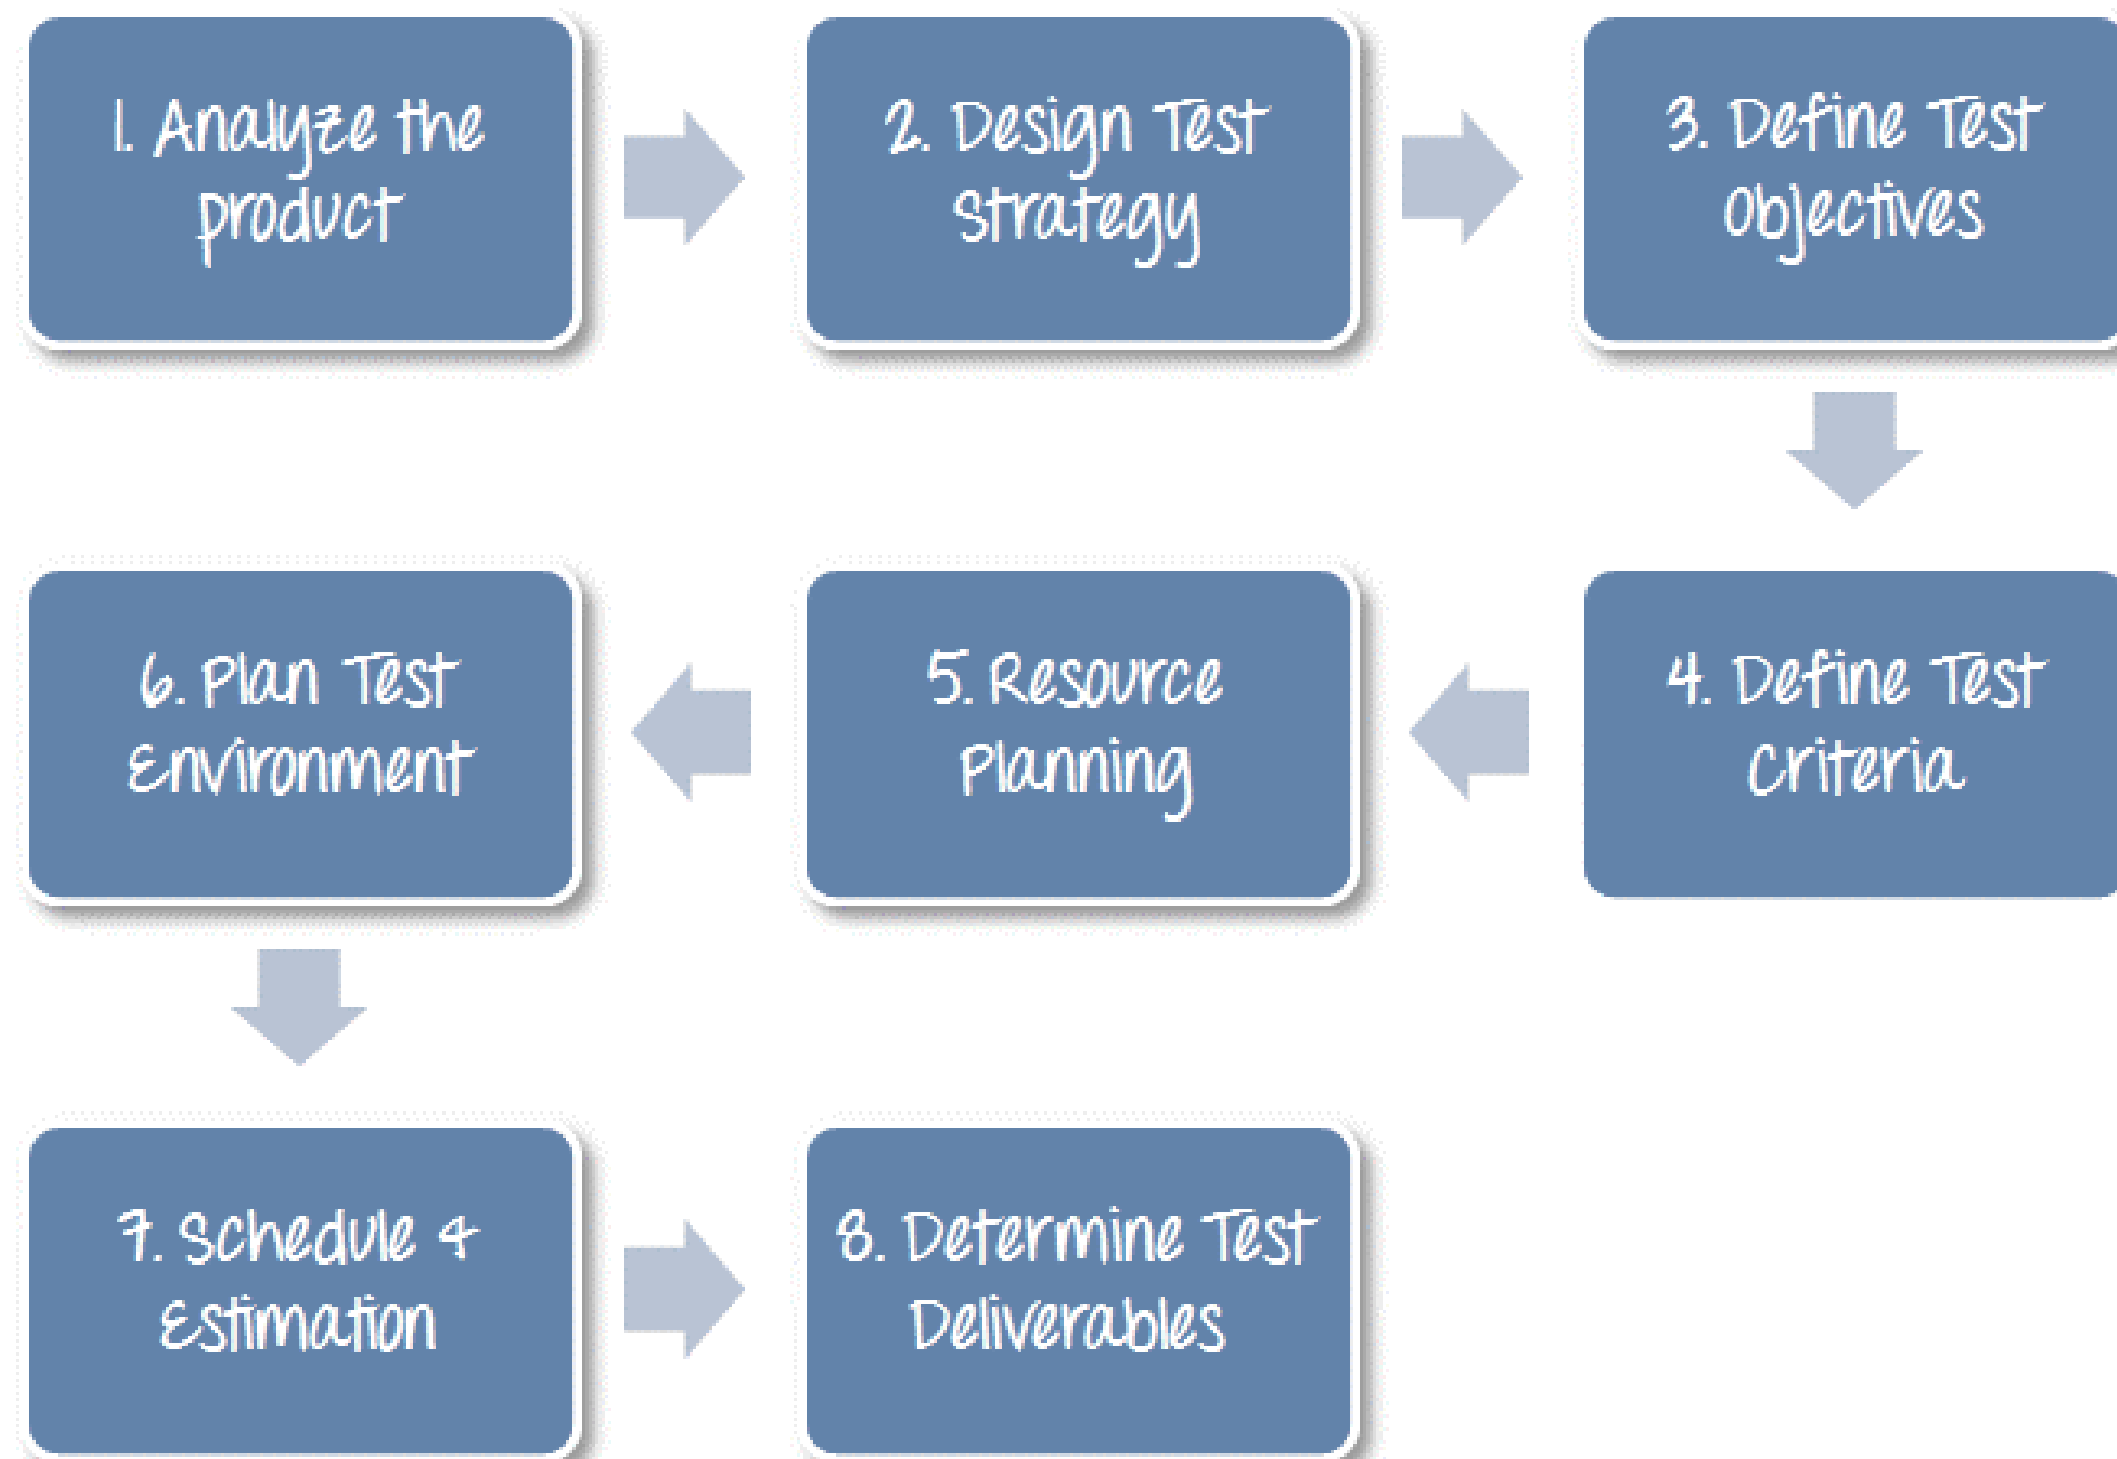 1. Analyze the
product
2. Design Test
Strategy
3. Define Test
Objectives
4. Define Test
Criteria
5. Resource
Planning
6. Plan Test
Environment
7. Schedule &
Estimation
8. Determine Test
Deliverables